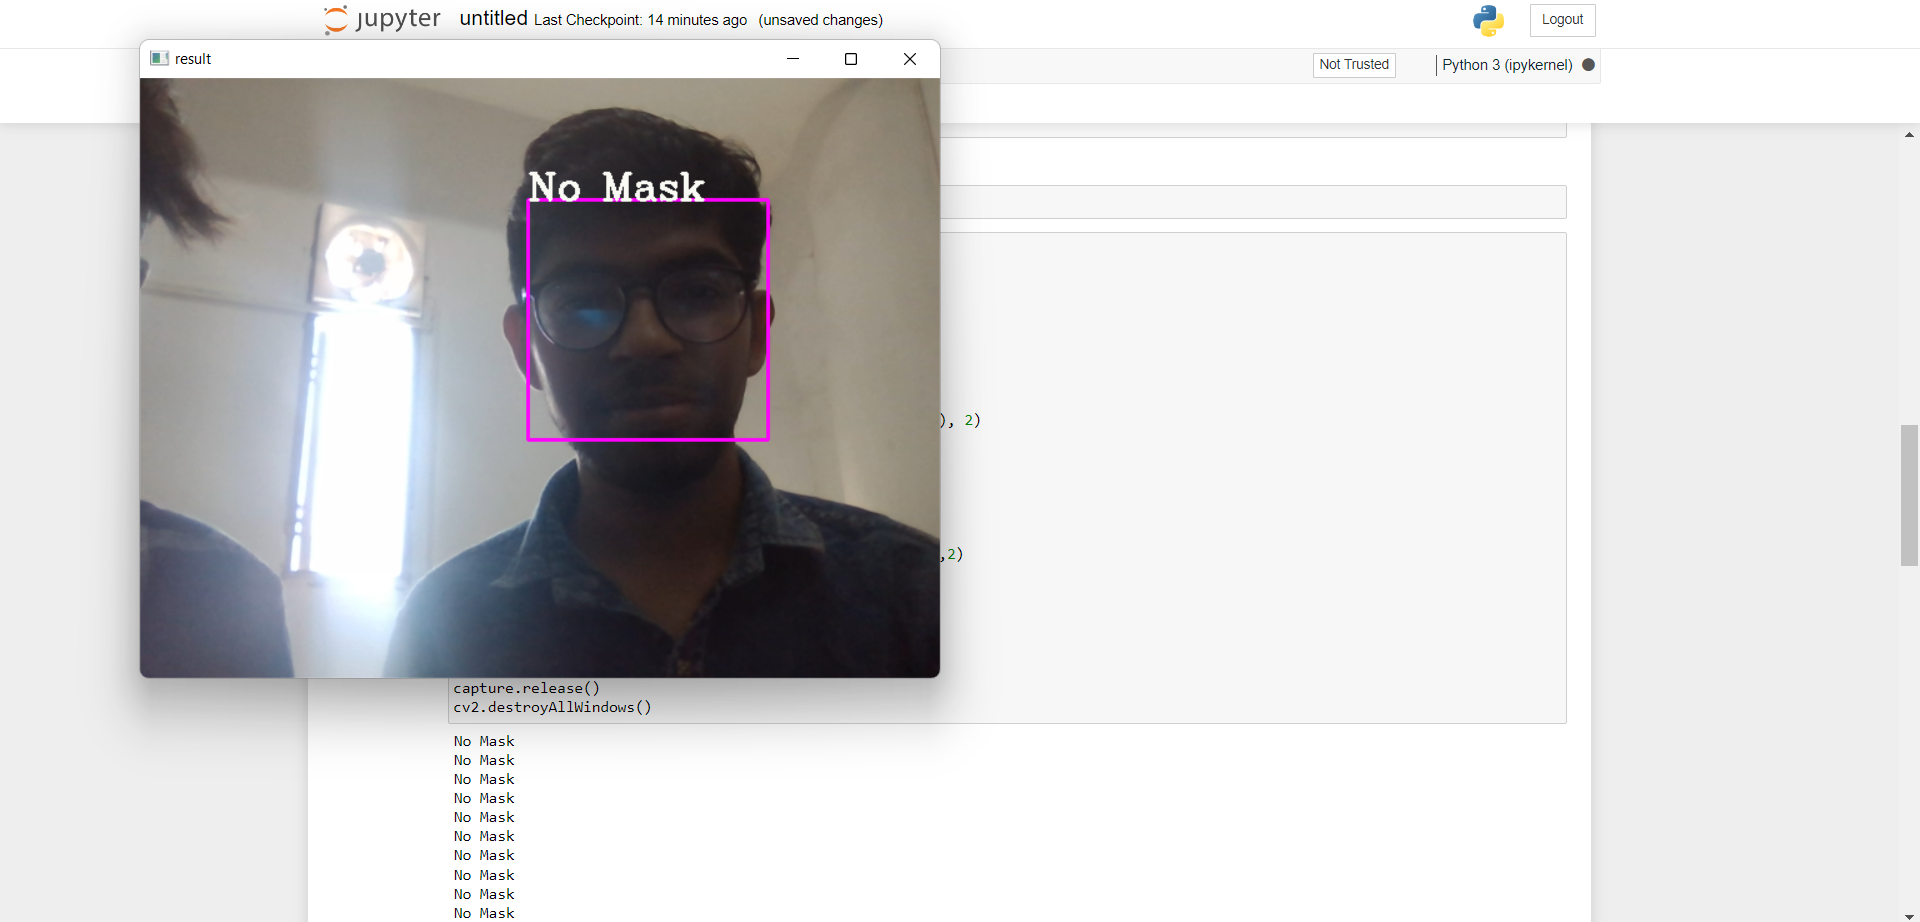 jupyter untitled Last Checkpoint: 14 minutes ago (unsaved changes)
Logout
Not Trusted
Python 3 (ipykernel)
result
No Mask
), 2)
,2)
capture.release()
cv2.destroyAllWindows()
No Mask
No Mask
No Mask
No Mask
No Mask
No Mask
No Mask
No Mask
No Mask
No Mask